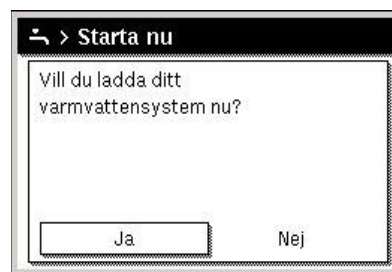 > Starta nu
Vill du ladda ditt
varmvattensystem nu?
Ja
Nej